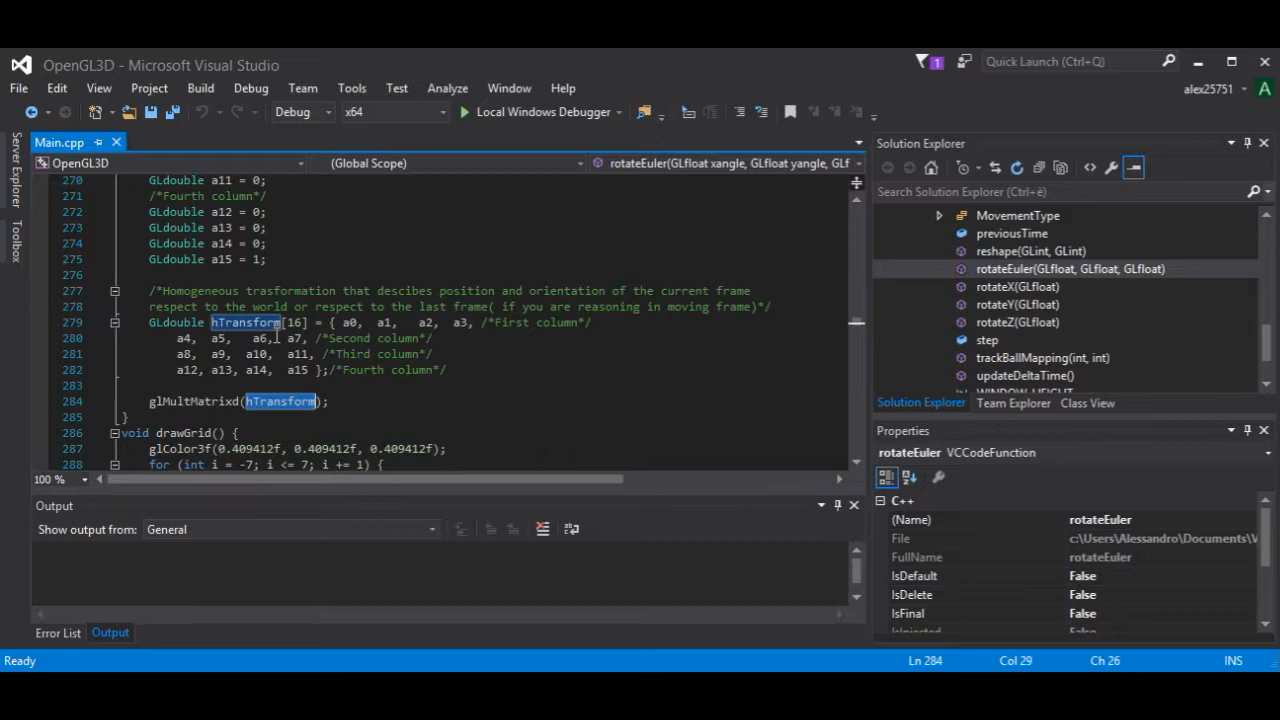 OpenGL3D - Microsoft Visual Studio
1
Quick Launch (Ctrl+Q)
File Edit View Project Build Debug Team Tools Test Analyze Window Help
alex25751 A
Debug x64 Local Windows Debugger
Server Explorer
Toolbox
Main.cpp
OpenGL3D (Global Scope) rotateEuler(GLfloat xangle, GLfloat yangle, GLf
270 GLdouble a11 = 0;
271 /*Fourth column*/
272 GLdouble a12 = 0;
273 GLdouble a13 = 0;
274 GLdouble a14 = 0;
275 GLdouble a15 = 1;
276
277 /*Homogeneous trasformation that descibes position and orientation of the current frame
278 respect to the world or respect to the last frame( if you are reasoning in moving frame)*/
279 GLdouble hTransform[16] = { a0, a1, a2, a3, /*First column*/
280 a4, a5, a6, a7, /*Second column*/
281 a8, a9, a10, a11, /*Third column*/
282 a12, a13, a14, a15 };/*Fourth column*/
283
284 glMultMatrixd(hTransform);
285 }
286 void drawGrid() {
287 glColor3f(0.409412f, 0.409412f, 0.409412f);
288 for (int i = -7; i <= 7; i += 1) {
100 %
Output
Show output from: General
Error List Output
Solution Explorer
Search Solution Explorer (Ctrl+è)
MovementType
previousTime
reshape(GLint, GLint)
rotateEuler(GLfloat, GLfloat, GLfloat)
rotateX(GLfloat)
rotateY(GLfloat)
rotateZ(GLfloat)
step
trackBallMapping(int, int)
updateDeltaTime()
WINDOW_HEIGHT
Solution Explorer Team Explorer Class View
Properties
rotateEuler VCCodeFunction
C++
(Name) rotateEuler
File c:\Users\Alessandro\Documents\V
FullName rotateEuler
IsDefault False
IsDelete False
IsFinal False
IsInjected False
Ready Ln 284 Col 29 Ch 26 INS